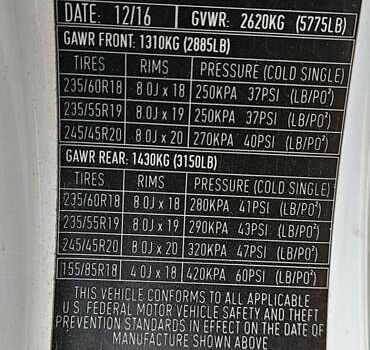 DATE: 12/16 GVWR: 2620KG (5775LB)
GAWR FRONT: 1310KG (2885LB)
TIRES RIMS PRESSURE (COLD SINGLE)
235/60R18 8.0J x 18 250KPA 37PSI (LB/PO²)
235/55R19 8.0J x 19 250KPA 37PSI (LB/PO²)
245/45R20 8.0J x 20 270KPA 40PSI (LB/PO²)
GAWR REAR: 1430KG (3150LB)
TIRES RIMS PRESSURE (COLD SINGLE)
235/60R18 8.0J x 18 280KPA 41PSI (LB/PO²)
235/55R19 8.0J x 19 290KPA 43PSI (LB/PO²)
245/45R20 8.0J x 20 320KPA 47PSI (LB/PO²)
155/85R18 4.0J x 18 420KPA 60PSI (LB/PO²)
THIS VEHICLE CONFORMS TO ALL APPLICABLE
U.S. FEDERAL MOTOR VEHICLE SAFETY AND THEFT
PREVENTION STANDARDS IN EFFECT ON THE DATE OF
MANUFACTURE SHOWN ABOVE